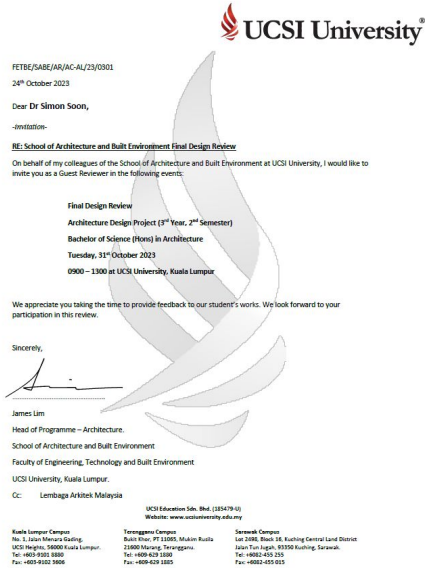 UCSI University
FETBE/SABE/AR/AC-AL/23/0301
24th October 2023
Dear Dr Simon Soon,
-Invitation-
RE: School of Architecture and Built Environment Final Design Review
On behalf of my colleagues of the School of Architecture and Built Environment at UCSI University, I would like to
invite you as a Guest Reviewer in the following events:
Final Design Review
Architecture Design Project (3rd Year, 2nd Semester)
Bachelor of Science (Hons) in Architecture
Tuesday, 31st October 2023
0900 – 1300 at UCSI University, Kuala Lumpur
We appreciate you taking the time to provide feedback to our student's works. We look forward to your
participation in this review.
Sincerely,
James Lim
Head of Programme – Architecture.
School of Architecture and Built Environment
Faculty of Engineering, Technology and Built Environment
UCSI University, Kuala Lumpur.
Cc: Lembaga Arkitek Malaysia
UCSI Education Sdn. Bhd. (185479-U)
Website: www.ucsiuniversity.edu.my
Kuala Lumpur Campus
No. 1, Jalan Menara Gading,
UCSI Heights, 56000 Kuala Lumpur.
Tel: +603-9101 8880
Fax: +603-9102 3606
Terengganu Campus
Bukit Khor, PT 11065, Mukim Rusila
21600 Marang, Terengganu.
Tel: +609-629 1880
Fax: +609-629 1885
Sarawak Campus
Lot 2498, Block 16, Kuching Central Land District
Jalan Tun Jugah, 93350 Kuching, Sarawak.
Tel: +6082-455 255
Fax: +6082-455 015